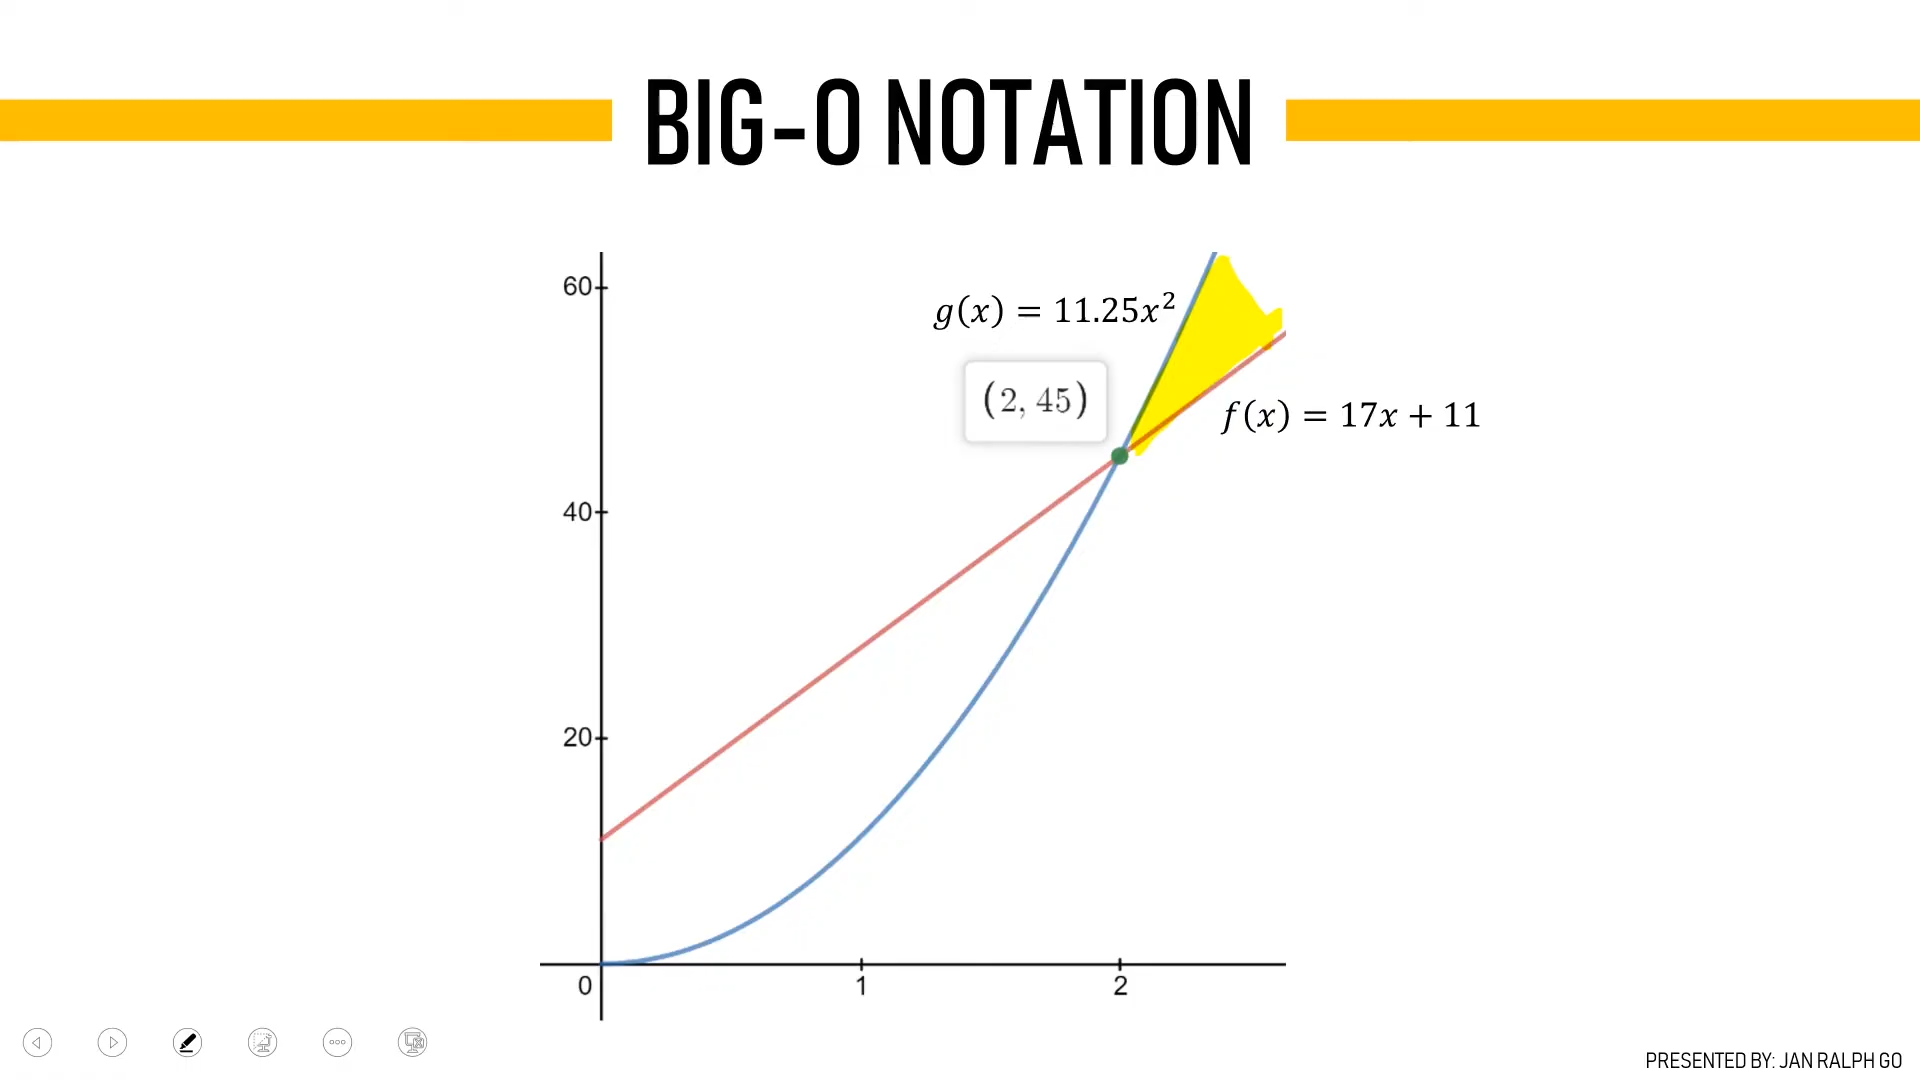 BIG-O NOTATION
60
g(x) = 11.25x²
(2, 45)
f(x) = 17x + 11
40
20
0
1
2
PRESENTED BY: JAN RALPH GO